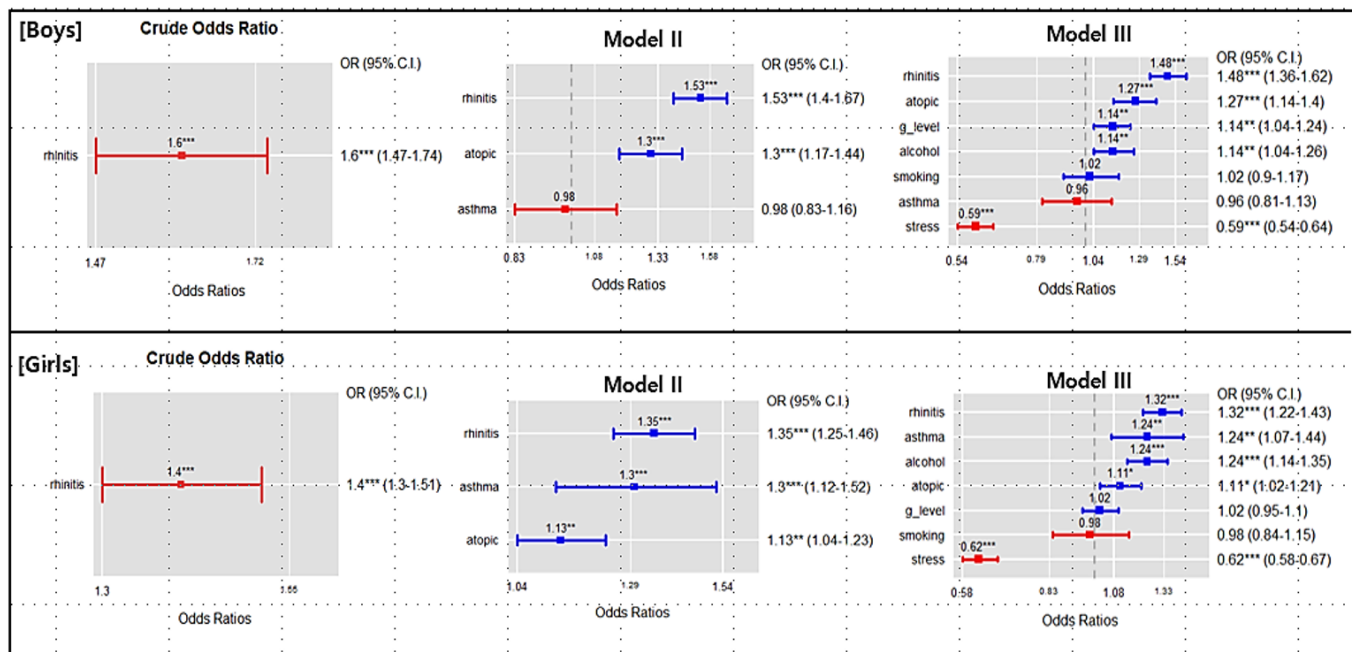 [Boys]
Crude Odds Ratio
OR (95% C.I.)
1.6***
rhinitis
1.6*** (1.47-1.74)
1.47
1.72
Odds Ratios
Model II
OR (95% C.I.)
1.53***
rhinitis
1.53*** (1.4-1.67)
1.3***
atopic
1.3*** (1.17-1.44)
0.98
asthma
0.98 (0.83-1.16)
0.83
1.08
1.33
1.58
Odds Ratios
Model III
OR (95% C.I.)
1.48***
rhinitis
1.48*** (1.36-1.62)
1.27***
atopic
1.27*** (1.14-1.4)
1.14**
g_level
1.14** (1.04-1.24)
1.14**
alcohol
1.14** (1.04-1.26)
1.02
smoking
1.02 (0.9-1.17)
0.96
asthma
0.96 (0.81-1.13)
0.59***
stress
0.59*** (0.54-0.64)
0.54
0.79
1.04
1.29
1.54
Odds Ratios
[Girls]
Crude Odds Ratio
OR (95% C.I.)
1.4***
rhinitis
1.4*** (1.3-1.51)
1.3
Odds Ratios
Model II
OR (95% C.I.)
1.35***
rhinitis
1.35*** (1.25-1.46)
1.3***
asthma
1.3*** (1.12-1.52)
1.13**
atopic
1.13** (1.04-1.23)
1.04
1.29
1.54
Odds Ratios
Model III
OR (95% C.I.)
1.32***
rhinitis
1.32*** (1.22-1.43)
1.24**
asthma
1.24** (1.07-1.44)
1.24***
alcohol
1.24*** (1.14-1.35)
1.11*
atopic
1.11* (1.02-1.21)
1.02
g_level
1.02 (0.95-1.1)
0.98
smoking
0.98 (0.84-1.15)
0.62***
stress
0.62*** (0.58-0.67)
0.58
0.83
1.08
1.33
Odds Ratios